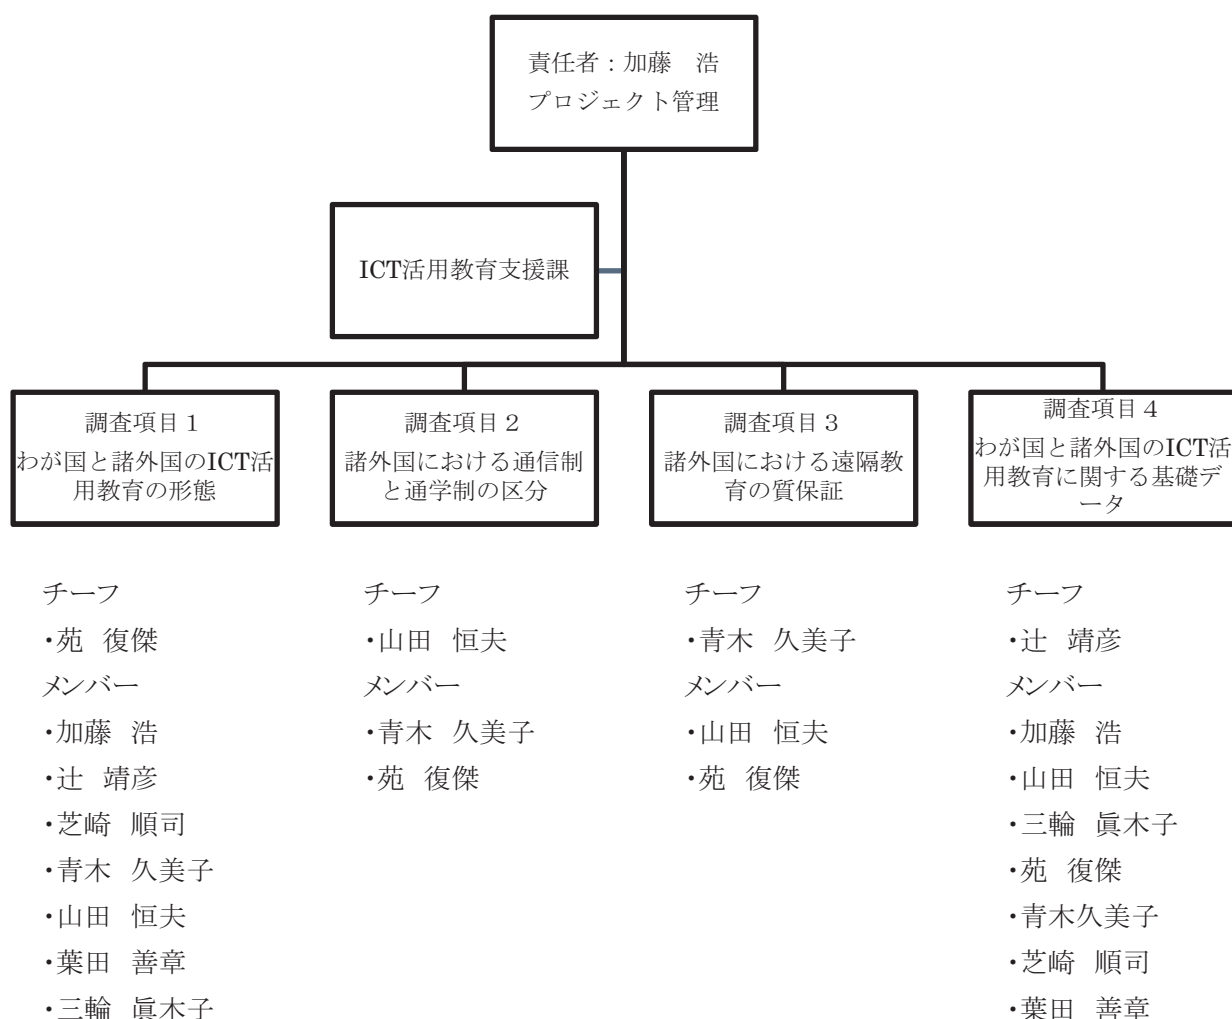 責任者：加藤　浩
プロジェクト管理
ICT活用教育支援課
調査項目１
わが国と諸外国のICT活
用教育の形態
調査項目２
諸外国における通信制
と通学制の区分
調査項目３
諸外国における遠隔教
育の質保証
調査項目４
わが国と諸外国のICT活
用教育に関する基礎デ
ータ
チーフ
・苑　復傑
メンバー
・加藤　浩
・辻　靖彦
・芝崎　順司
・青木　久美子
・山田　恒夫
・葉田　善章
・三輪　眞木子
チーフ
・山田　恒夫
メンバー
・青木　久美子
・苑　復傑
チーフ
・青木　久美子
メンバー
・山田　恒夫
・苑　復傑
チーフ
・辻　靖彦
メンバー
・加藤　浩
・山田　恒夫
・三輪　眞木子
・苑　復傑
・青木久美子
・芝崎　順司
・葉田　善章